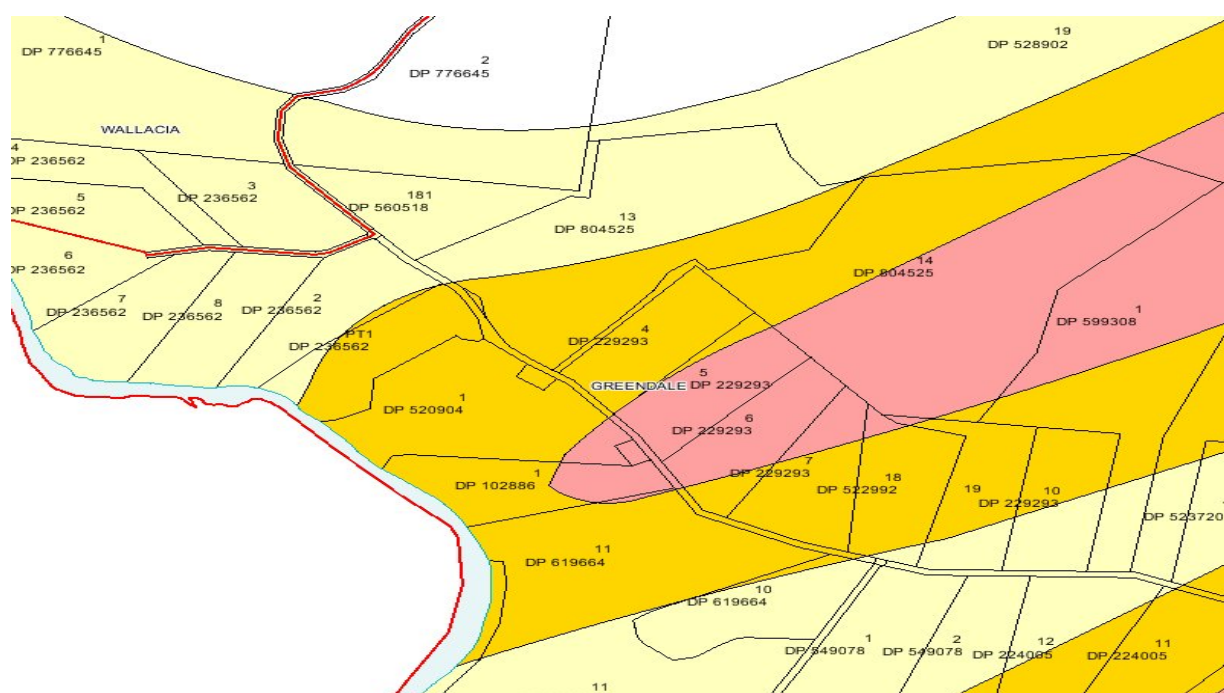 1
DP 776645
2
DP 776645
19
DP 528902
WALLACIA
4
DP 236562
3
DP 236562
5
DP 236562
181
DP 560518
13
DP 804525
6
DP 236562
14
DP 804525
7
DP 236562
8
DP 236562
2
DP 236562
1
DP 599308
PT1
DP 236562
4
DP 229293
5
DP 229293
GREENDALE
1
DP 520904
6
DP 229293
1
DP 102886
7
DP 229293
18
DP 522992
19
10
DP 229293
DP 523720
11
DP 619664
10
DP 619664
1
DP 549078
2
DP 549078
12
DP 224005
11
DP 224005
11